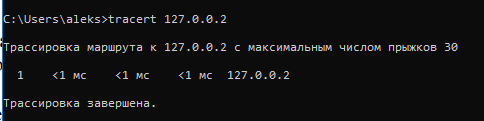 C:\Users\aleks>tracert 127.0.0.2
Трассировка маршрута к 127.0.0.2 с максимальным числом прыжков 30
1 <1 мс <1 мс <1 мс 127.0.0.2
Трассировка завершена.